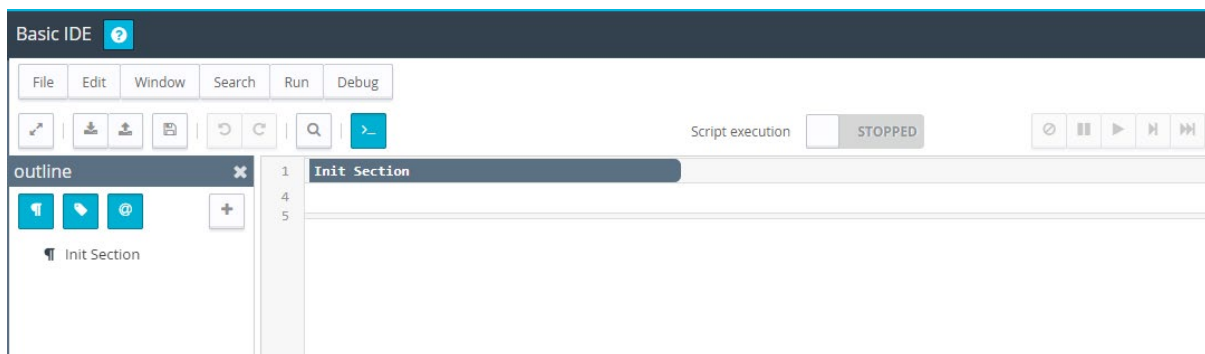 Basic IDE ?
File Edit Window Search Run Debug
>_ Script execution STOPPED
outline
¶ @ +
¶ Init Section
1 Init Section
4
5